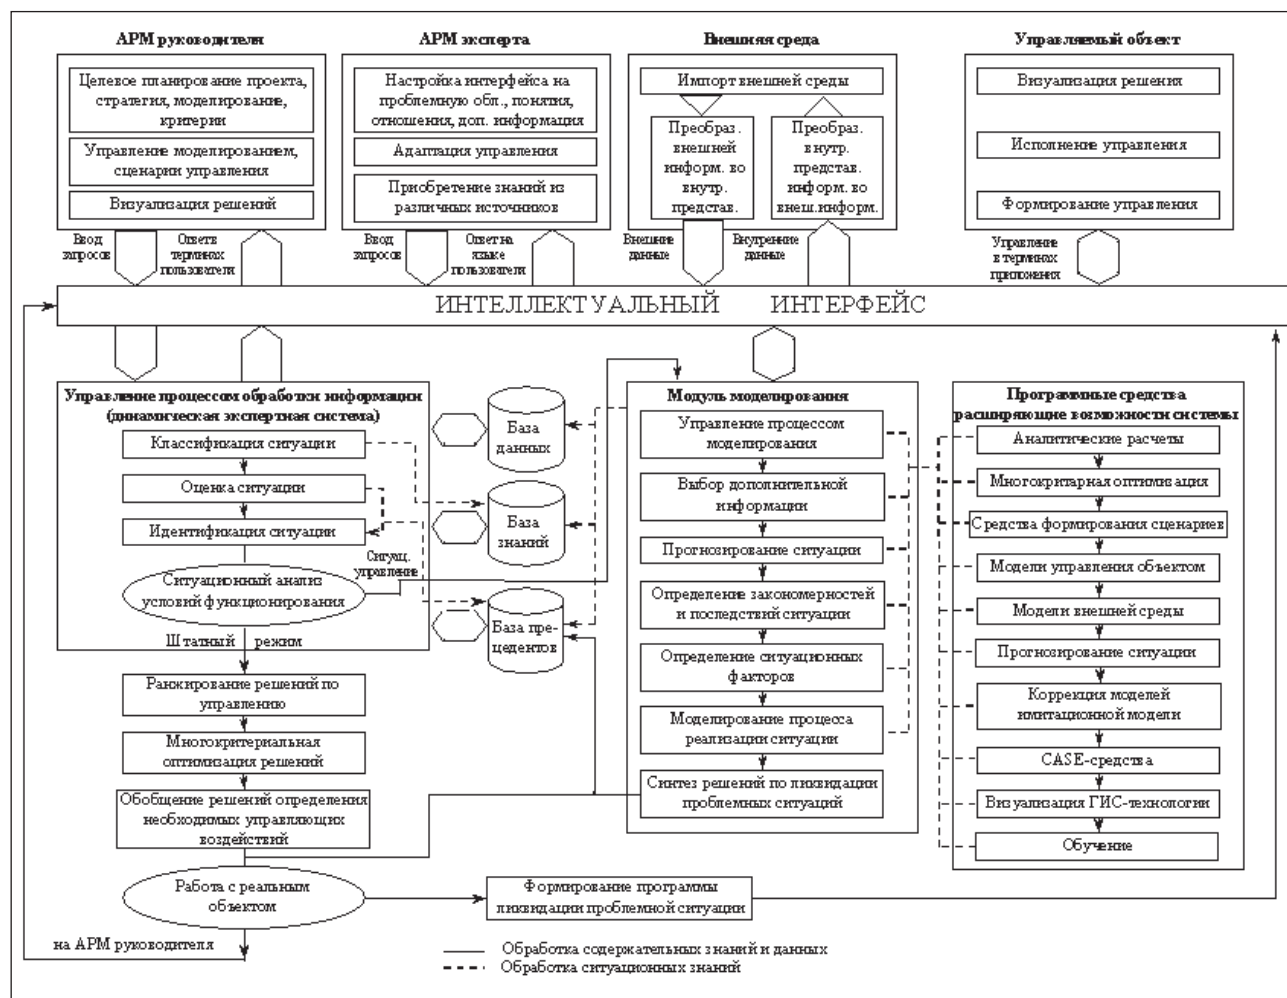 АРМ руководителя
Целевое планирование проекта,
стратегия, моделирование,
критерии
Управление моделированием,
сценарии управления
Визуализация решений
АРМ эксперта
Настройка интерфейса на
проблемную обл., понятия,
отношения, доп. информация
Адаптация управления
Приобретение знаний из
различных источников
Внешняя среда
Импорт внешней среды
Преобраз.
внешней
информ. во
внутр.
представ.
Преобраз.
внутр.
представ.
информ. во
внеш.информ.
Управляемый объект
Визуализация решения
Исполнение управления
Формирование управления
Ввод
запросов
Ответ в
терминах
пользователи
Ввод
запросов
Ответ на
языке
пользователи
Внешние
данные
Внутренние
данные
Управление
в терминах
приложения
ИНТЕЛЛЕКТУАЛЬНЫЙ ИНТЕРФЕЙС
Управление процессом обработки информации
(динамическая экспертная система)
Классификация ситуации
Оценка ситуации
Идентификация ситуации
Ситуационный анализ
условий функционирования
Ситуац.
управление
Штатный режим
Ранжирование решений по
управлению
Многокритериальная
оптимизация решений
Обобщение решений определения
необходимых управляющих
воздействий
Работа с реальным
объектом
на АРМ руководителя
База
данных
База
знаний
База пре-
цедентов
Модуль моделирования
Управление процессом
моделирования
Выбор дополнительной
информации
Прогнозирование ситуации
Определение закономерностей
и последствий ситуации
Определение ситуационных
факторов
Моделирование процесса
реализации ситуации
Синтез решений по ликвидации
проблемных ситуаций
Программные средства
расширяющие возможности системы
Аналитические расчеты
Многокритарная оптимизация
Средства формирования сценариев
Модели управления объектом
Модели внешней среды
Прогнозирование ситуации
Коррекция моделей
имитационной модели
CASE-средства
Визуализация ГИС-технологии
Обучение
Формирование программы
ликвидации проблемной ситуации
Обработка содержательных знаний и данных
Обработка ситуационных знаний